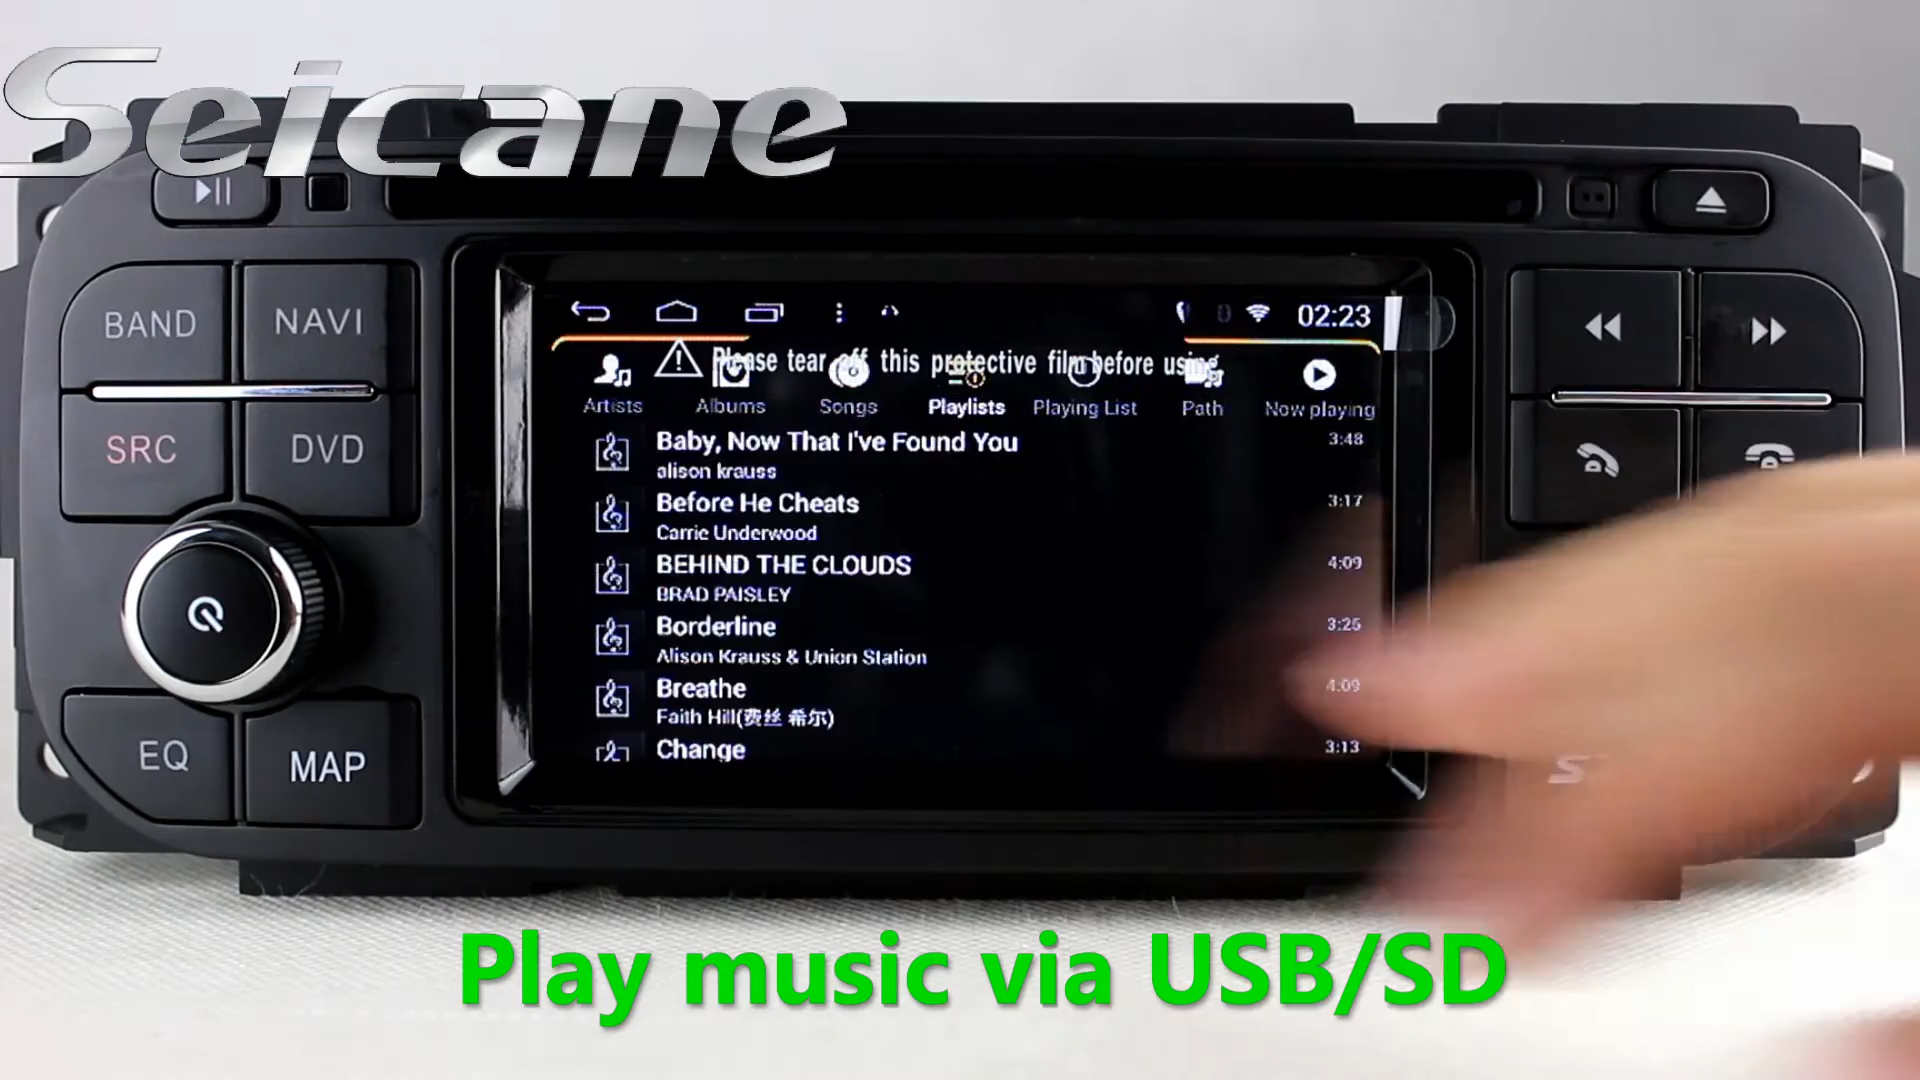 Seicane
BAND
NAVI
SRC
DVD
EQ
MAP
02:23
Please tear off this protective film before using
Artists
Albums
Songs
Playlists
Playing List
Path
Now playing
Baby, Now That I've Found You
3:48
alison krauss
Before He Cheats
3:17
Carrie Underwood
BEHIND THE CLOUDS
4:09
BRAD PAISLEY
Borderline
3:25
Alison Krauss & Union Station
Breathe
4:09
Faith Hill(费丝 希尔)
Change
3:13
Play music via USB/SD